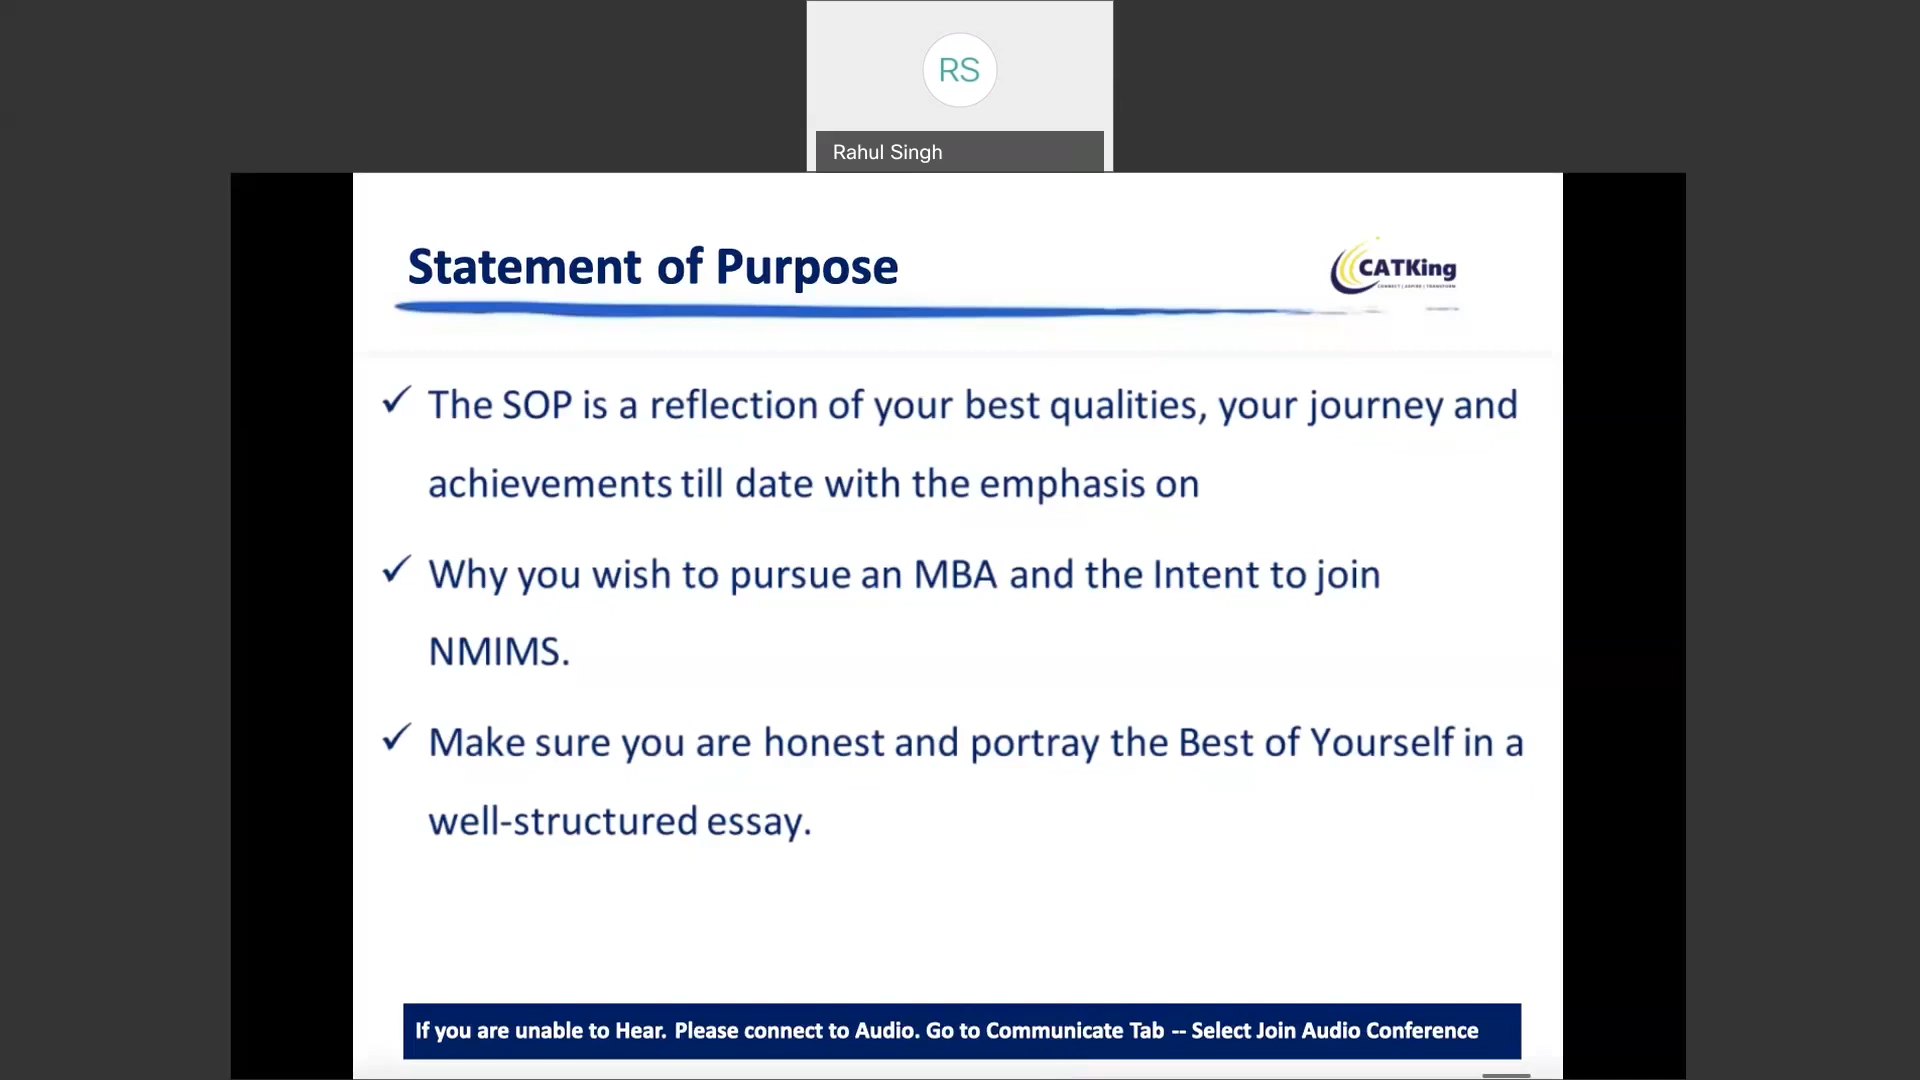 RS
Rahul Singh
Statement of Purpose
CATKing
CONNECT | ASPIRE | TRANSFORM
✓ The SOP is a reflection of your best qualities, your journey and
achievements till date with the emphasis on
✓ Why you wish to pursue an MBA and the Intent to join
NMIMS.
✓ Make sure you are honest and portray the Best of Yourself in a
well-structured essay.
If you are unable to Hear. Please connect to Audio. Go to Communicate Tab -- Select Join Audio Conference